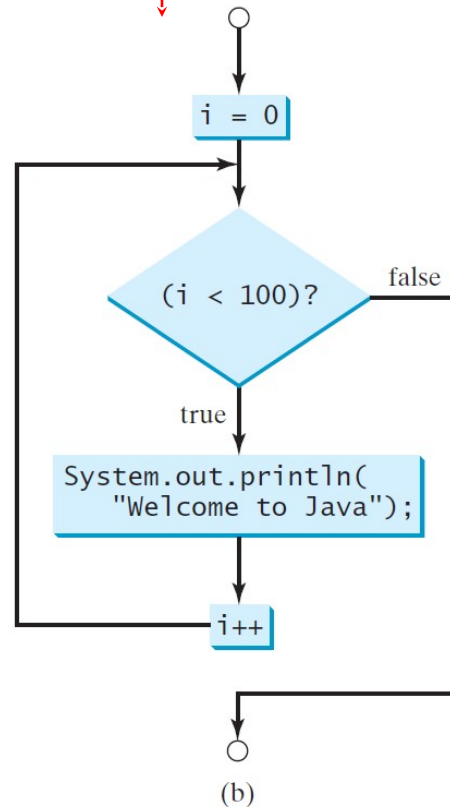 i = 0
(i < 100)?
false
true
System.out.println(
"Welcome to Java");
i++
(b)